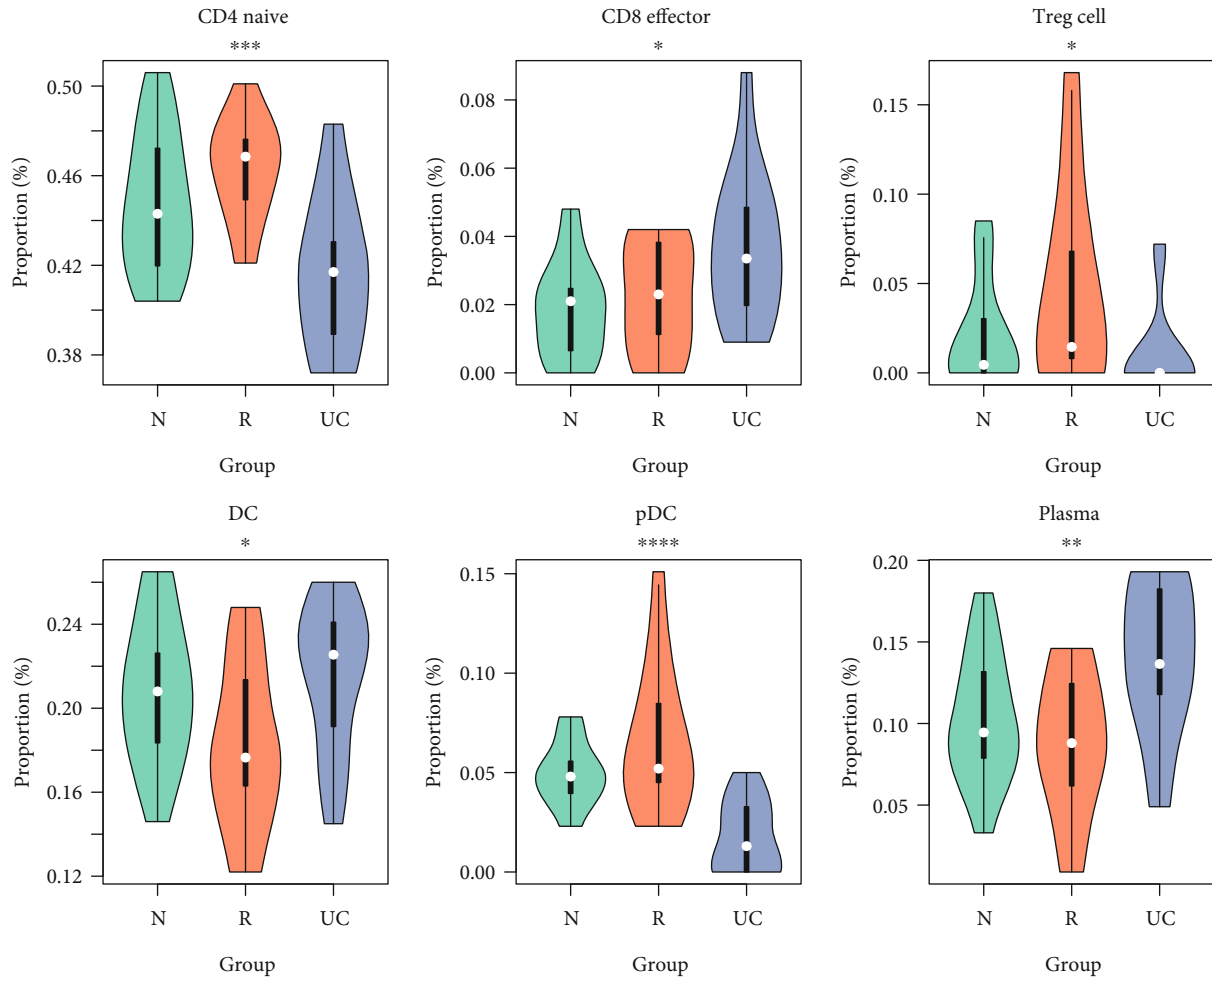 CD4 naive
***
Proportion (%)
0.50
0.46
0.42
0.38
N R UC
Group
CD8 effector
*
Proportion (%)
0.08
0.06
0.04
0.02
0.00
N R UC
Group
Treg cell
*
Proportion (%)
0.15
0.10
0.05
0.00
N R UC
Group
DC
*
Proportion (%)
0.24
0.20
0.16
0.12
N R UC
Group
pDC
****
Proportion (%)
0.15
0.10
0.05
0.00
N R UC
Group
Plasma
**
Proportion (%)
0.20
0.15
0.10
0.05
N R UC
Group